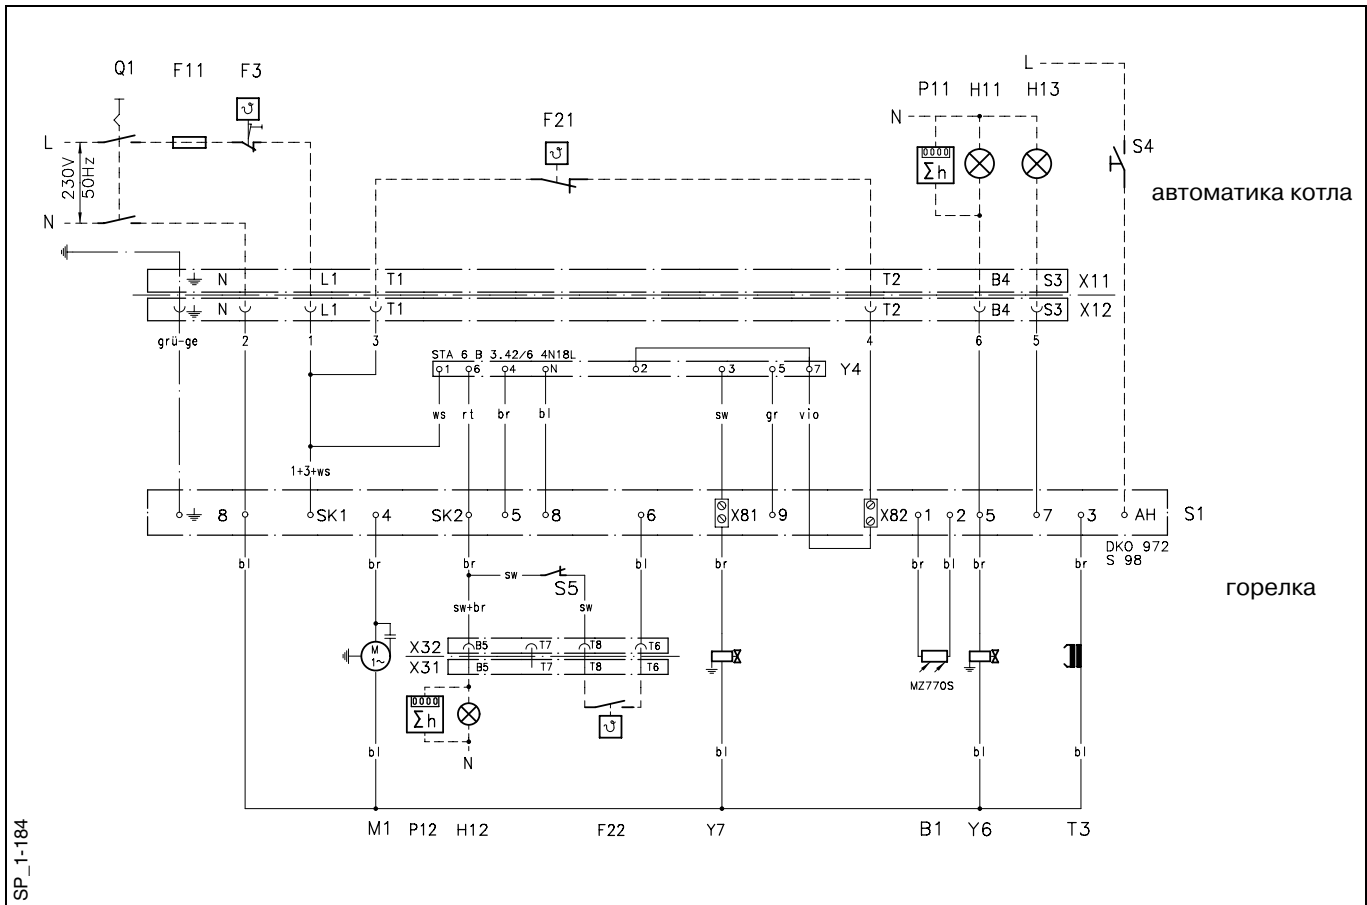 Q1 F11 F3
F21
L
P11 H11 H13
N
S4
L
230V
50Hz
N
автоматика котла
N L1 T1 T2 B4 S3 X11
N L1 T1 T2 B4 S3 X12
grü-ge 2 1 3 4 6 5
STA 6 B 3.42/6 4N18L
1 6 4 N 2 3 5 7 Y4
ws rt br bl sw gr vio
1+3+ws
8 SK1 4 SK2 5 8 6 X81 9 X82 1 2 5 7 3 AH S1
DKO 972
S 98
bl br br sw bl br br bl br br
S5
горелка
sw+br sw
M
1~
X32 B5 T7 T8 T6
X31 B5 T7 T8 T6
MZ770S
0000
Σh
0000
Σh
ϑ
ϑ
ϑ
N
bl bl bl bl
M1 P12 H12 F22 Y7 B1 Y6 T3
SP_1-184